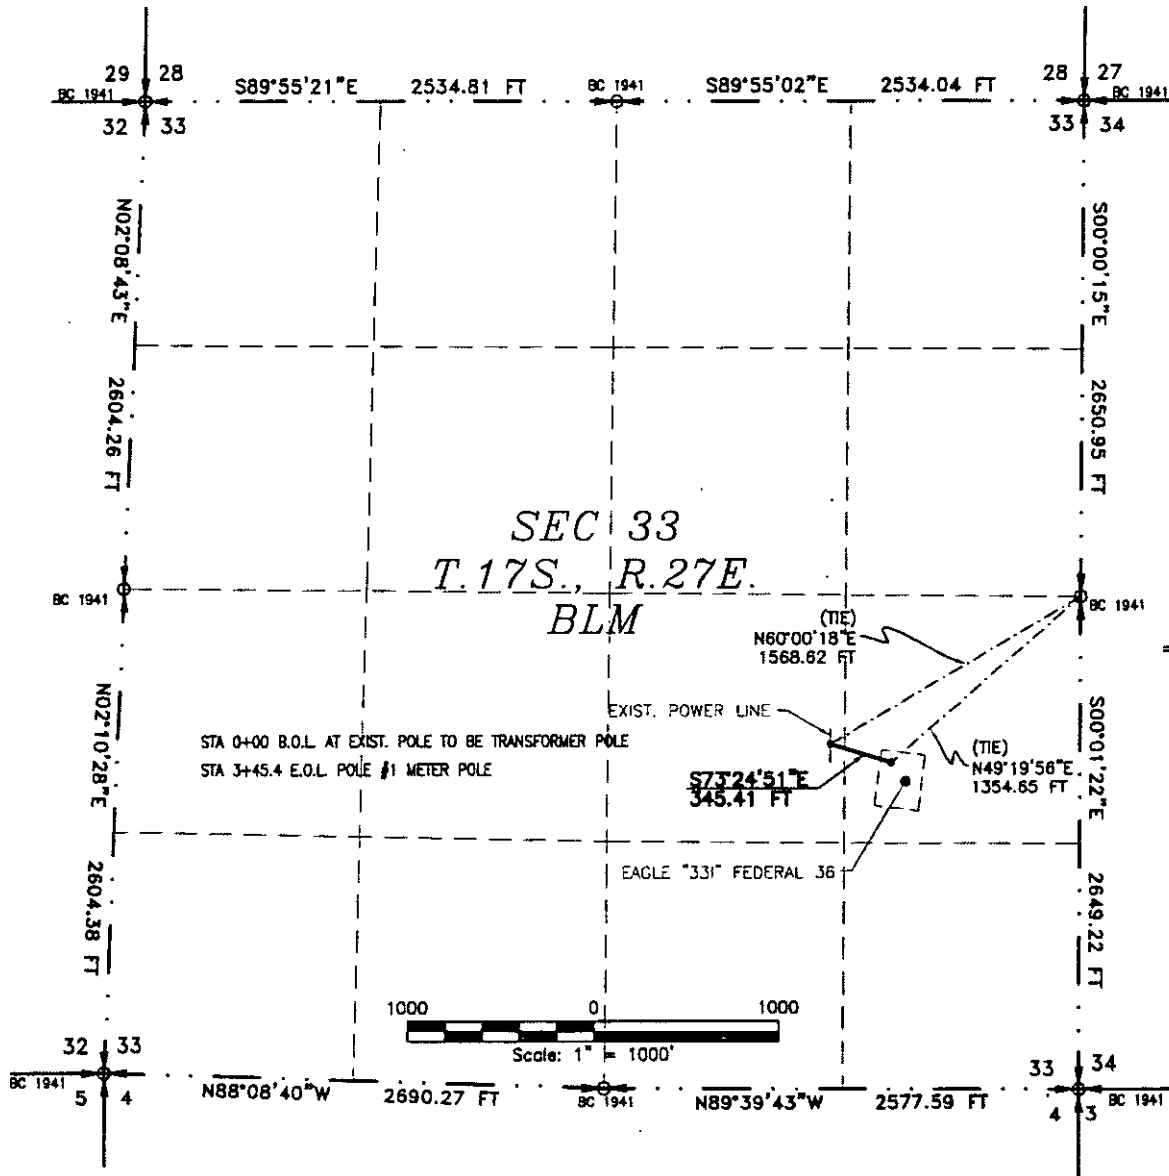 29 28
28 27
S89°55'21"E 2534.81 FT
BC 1941
S89°55'02"E 2534.04 FT
BC 1941
BC 1941
32 33
33 34
N02°08'43"E
2604.26 FT
S00°00'15"E
2650.95 FT
SEC 33
T.17S., R.27E.
BLM
BC 1941
BC 1941
(TIE)
N60°00'18"E
1568.62 FT
EXIST. POWER LINE
STA 0+00 B.O.L. AT EXIST. POLE TO BE TRANSFORMER POLE
STA 3+45.4 E.O.L. POLE #1 METER POLE
S73°24'51"E
345.41 FT
(TIE)
N49°19'56"E
1354.65 FT
N02°10'28"E
2604.38 FT
S00°01'22"E
2649.22 FT
EAGLE "33I" FEDERAL 36
1000 0 1000
Scale: 1" = 1000'
32 33
33 34
BC 1941
N88°08'40"W 2690.27 FT
BC 1941
N89°39'43"W 2577.59 FT
BC 1941
5 4
4 3